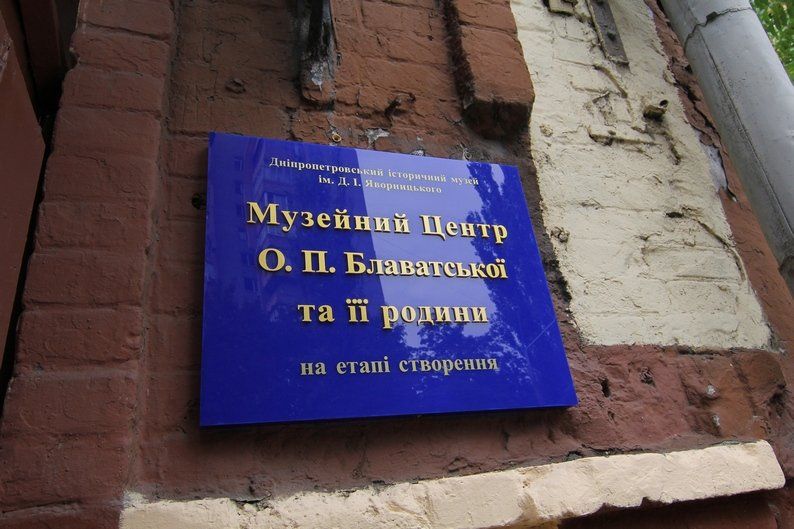 Дніпропетровський історичний музей
ім. Д. І. Яворницького
Музейний Центр
О. П. Блаватської
та її родини
на етапі створення